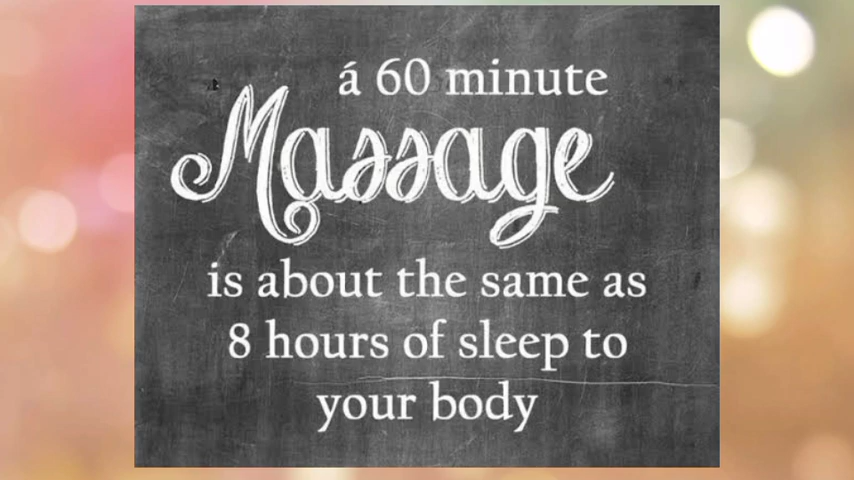 á 60 minute
Massage
is about the same as
8 hours of sleep to
your body